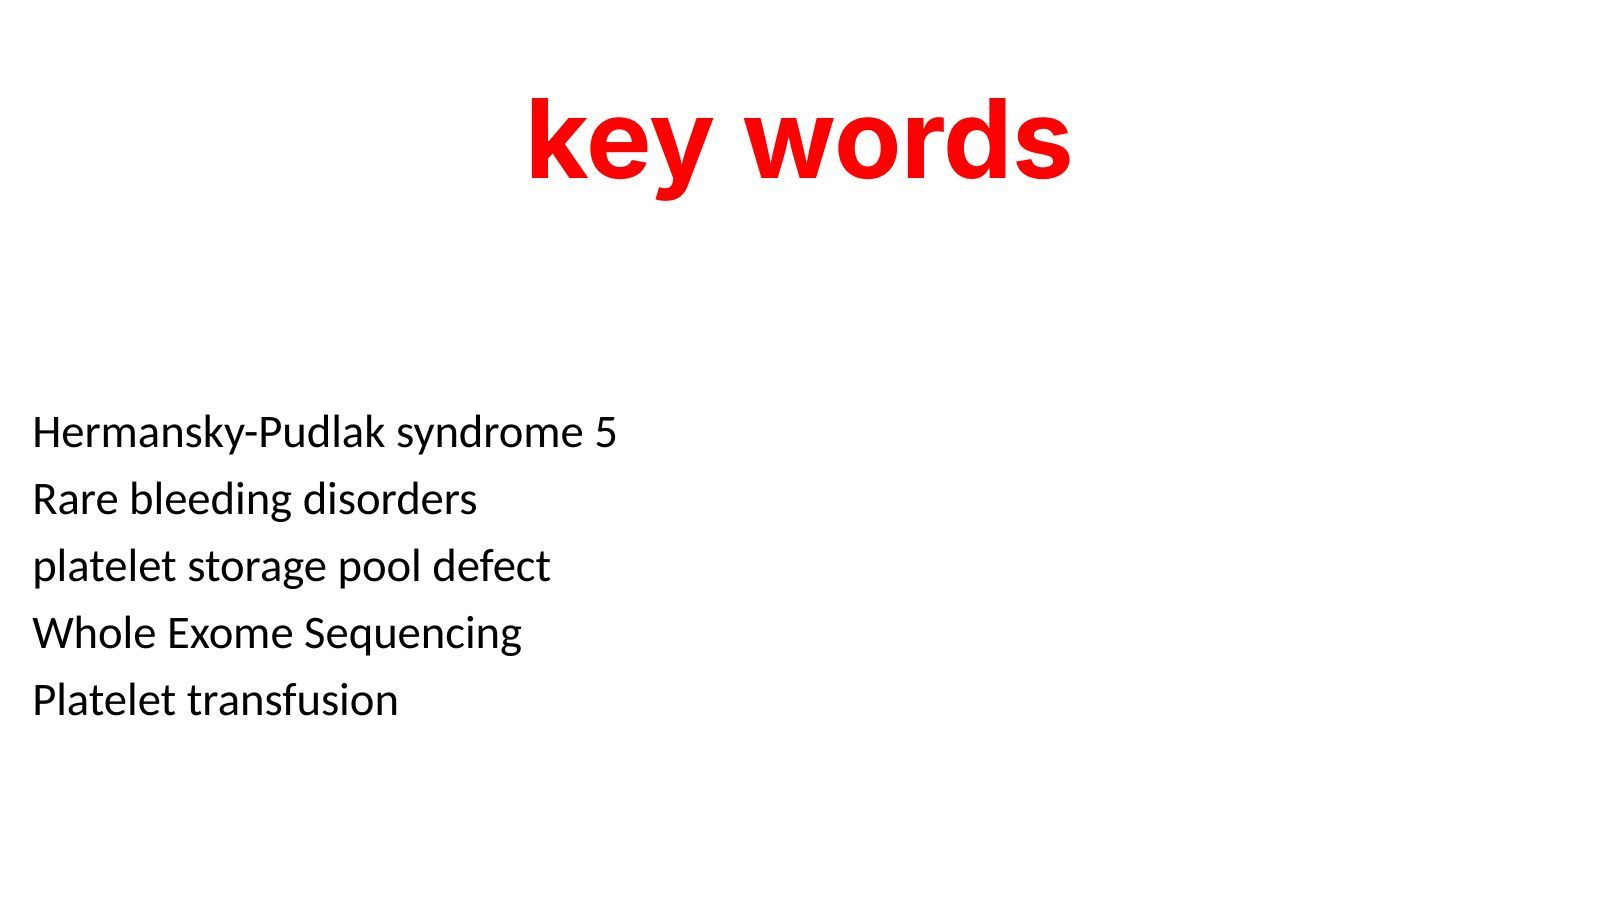 key words
Hermansky-Pudlak syndrome 5
Rare bleeding disorders
platelet storage pool defect
Whole Exome Sequencing
Platelet transfusion